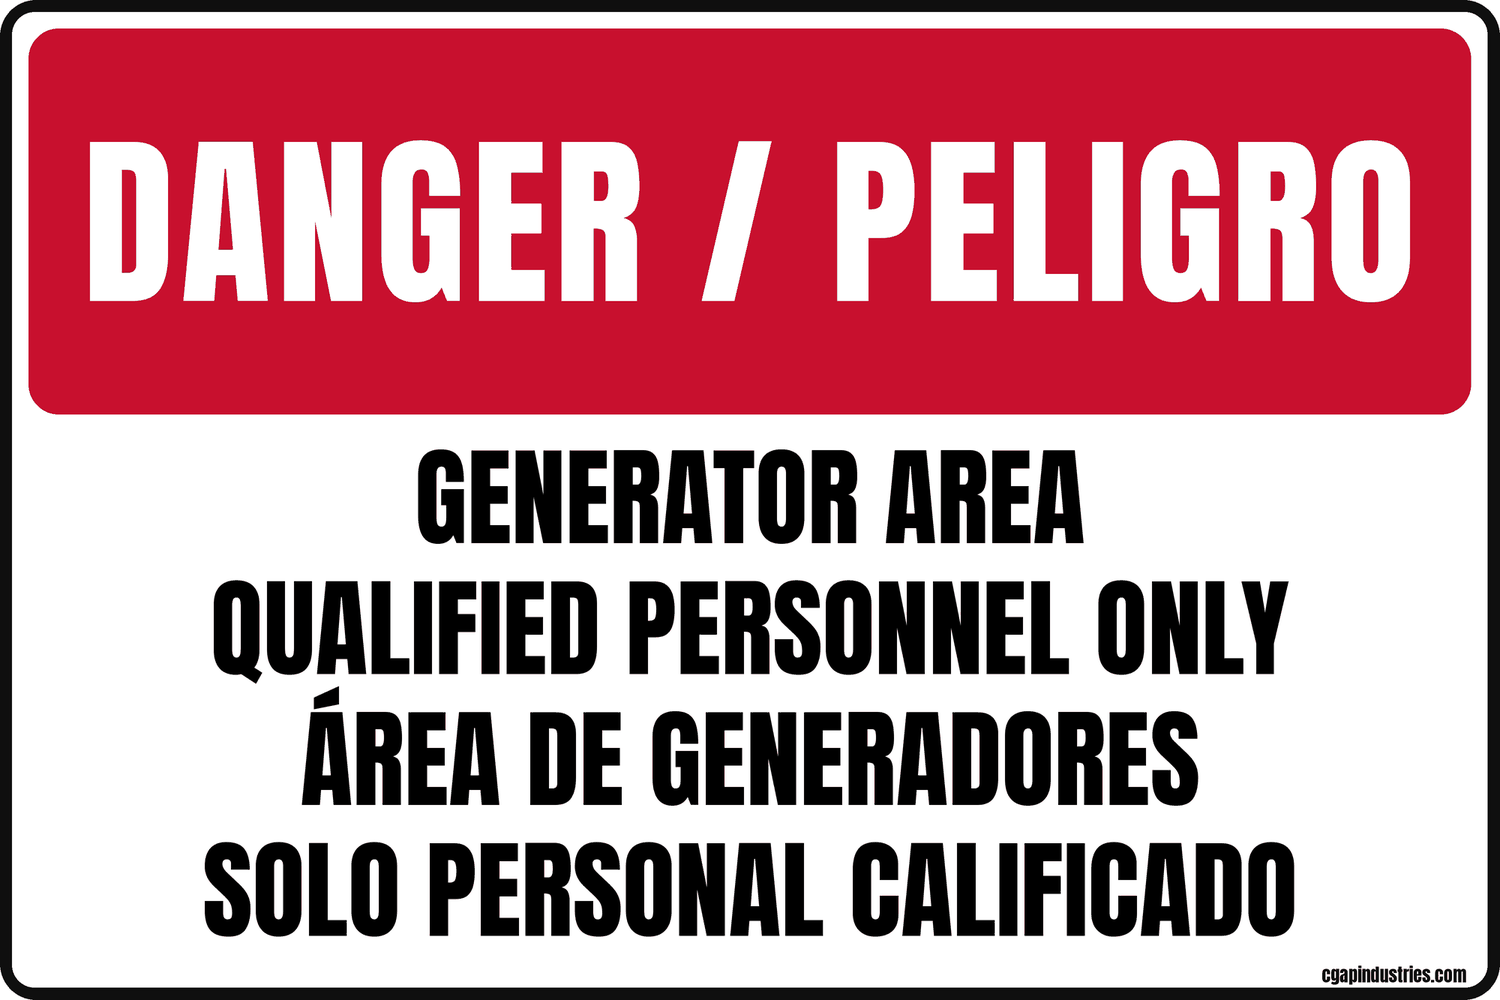 DANGER / PELIGRO
GENERATOR AREA
QUALIFIED PERSONNEL ONLY
ÁREA DE GENERADORES
SOLO PERSONAL CALIFICADO
cgapindustries.com